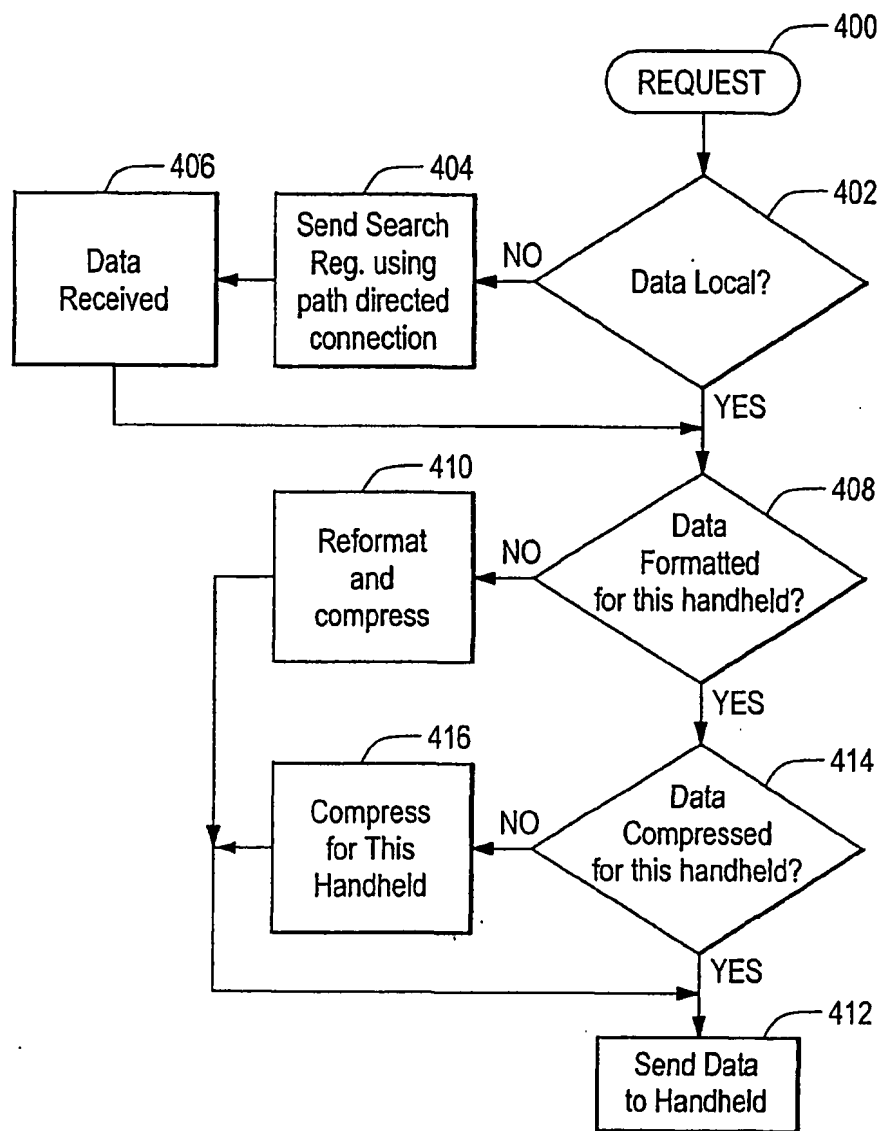 400
REQUEST
406
404
402
Data
Received
Send Search
Reg. using
path directed
connection
NO
Data Local?
YES
410
408
Reformat
and
compress
NO
Data
Formatted
for this handheld?
YES
416
414
Compress
for This
Handheld
NO
Data
Compressed
for this handheld?
YES
412
Send Data
to Handheld